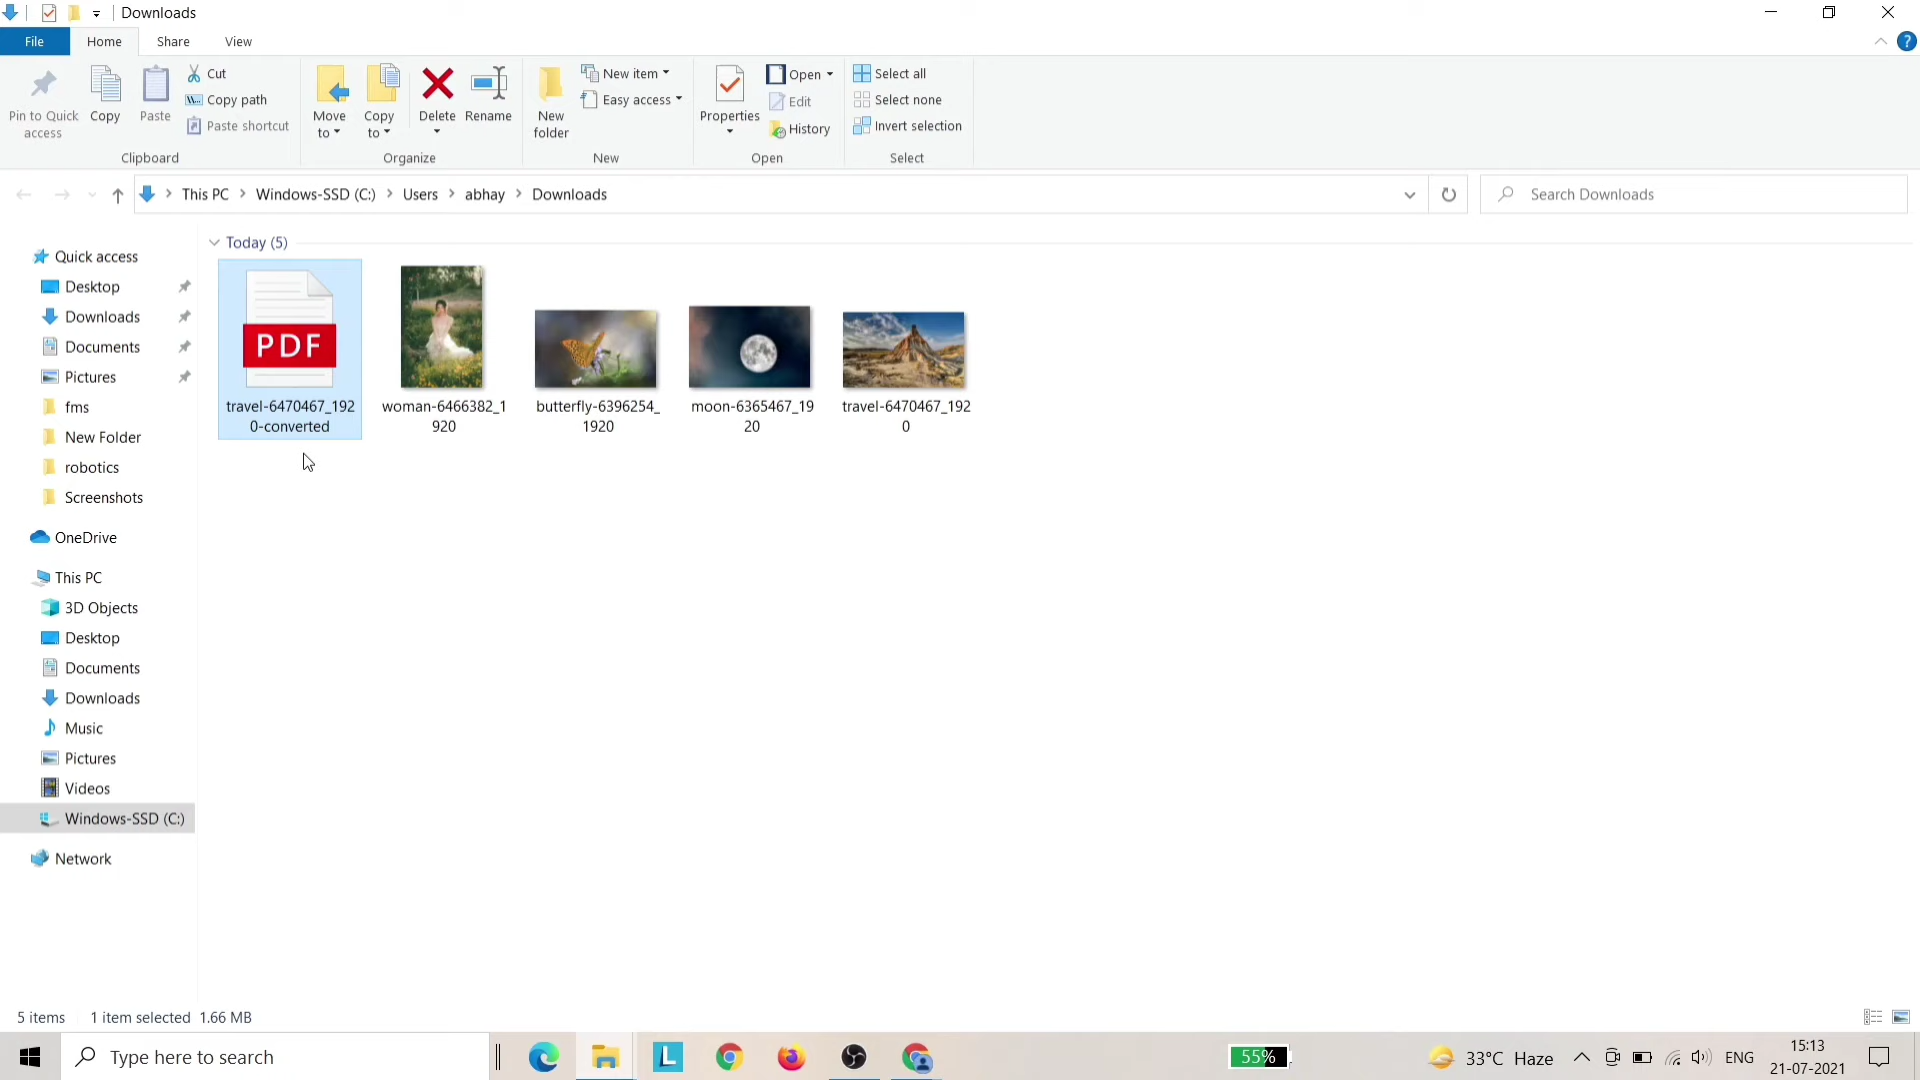 Downloads
File Home Share View
Pin to Quick access
Copy
Paste
Cut
Copy path
Paste shortcut
Clipboard
Move to
Copy to
Delete
Rename
Organize
New folder
New item
Easy access
New
Properties
Open
Edit
History
Open
Select all
Select none
Invert selection
Select
This PC > Windows-SSD (C:) > Users > abhay > Downloads
Search Downloads
Quick access
Desktop
Downloads
Documents
Pictures
fms
New Folder
robotics
Screenshots
OneDrive
This PC
3D Objects
Desktop
Documents
Downloads
Music
Pictures
Videos
Windows-SSD (C:)
Network
Today (5)
PDF
travel-6470467_192
0-converted
woman-6466382_1
920
butterfly-6396254_
1920
moon-6365467_19
20
travel-6470467_192
0
5 items 1 item selected 1.66 MB
Type here to search
L
55%
33°C Haze
ENG
15:13
21-07-2021